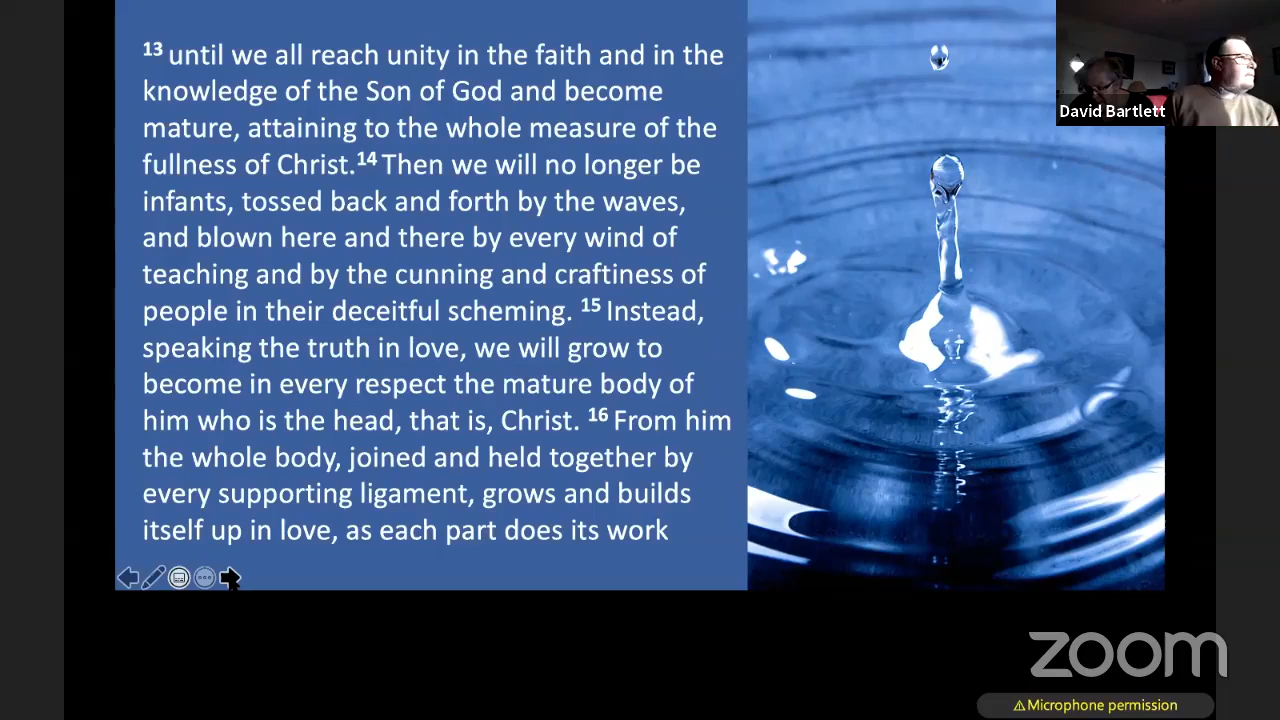 13 until we all reach unity in the faith and in the
knowledge of the Son of God and become
mature, attaining to the whole measure of the
fullness of Christ.14 Then we will no longer be
infants, tossed back and forth by the waves,
and blown here and there by every wind of
teaching and by the cunning and craftiness of
people in their deceitful scheming. 15 Instead,
speaking the truth in love, we will grow to
become in every respect the mature body of
him who is the head, that is, Christ. 16 From him
the whole body, joined and held together by
every supporting ligament, grows and builds
itself up in love, as each part does its work
David Bartlett
zoom
⚠Microphone permission